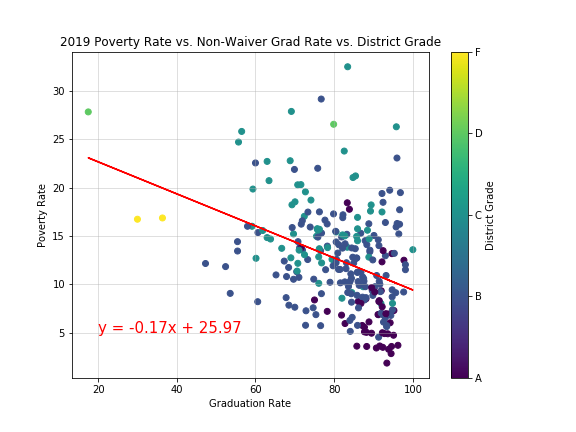 2019 Poverty Rate vs. Non-Waiver Grad Rate vs. District Grade
Poverty Rate
30
25
20
15
10
5
y = -0.17x + 25.97
20 40 60 80 100
Graduation Rate
F
D
C
B
A
District Grade